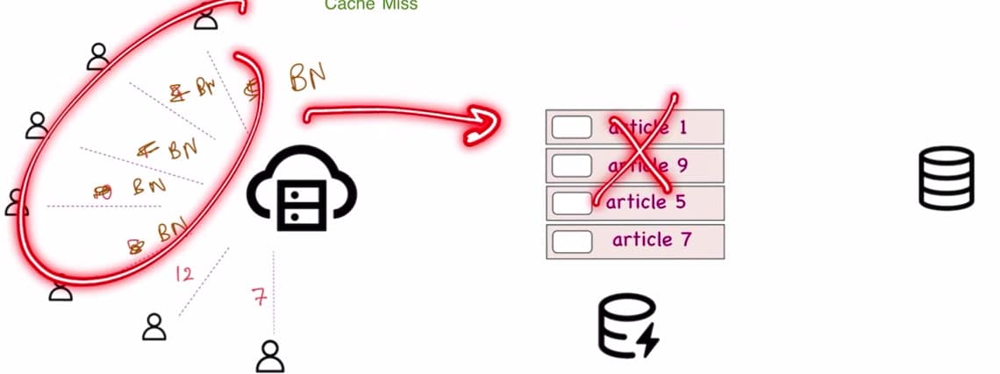 Cache Miss
BN
BN
BN
BN
BN
12
7
article 1
article 9
article 5
article 7